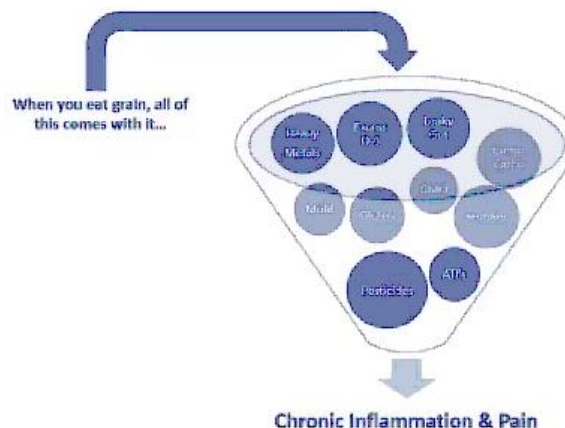 When you eat grain, all of
this comes with it...
Heavy
Metals
Leaky
Gut
Mold
Gluten
Pesticides
ATIs
Chronic Inflammation & Pain